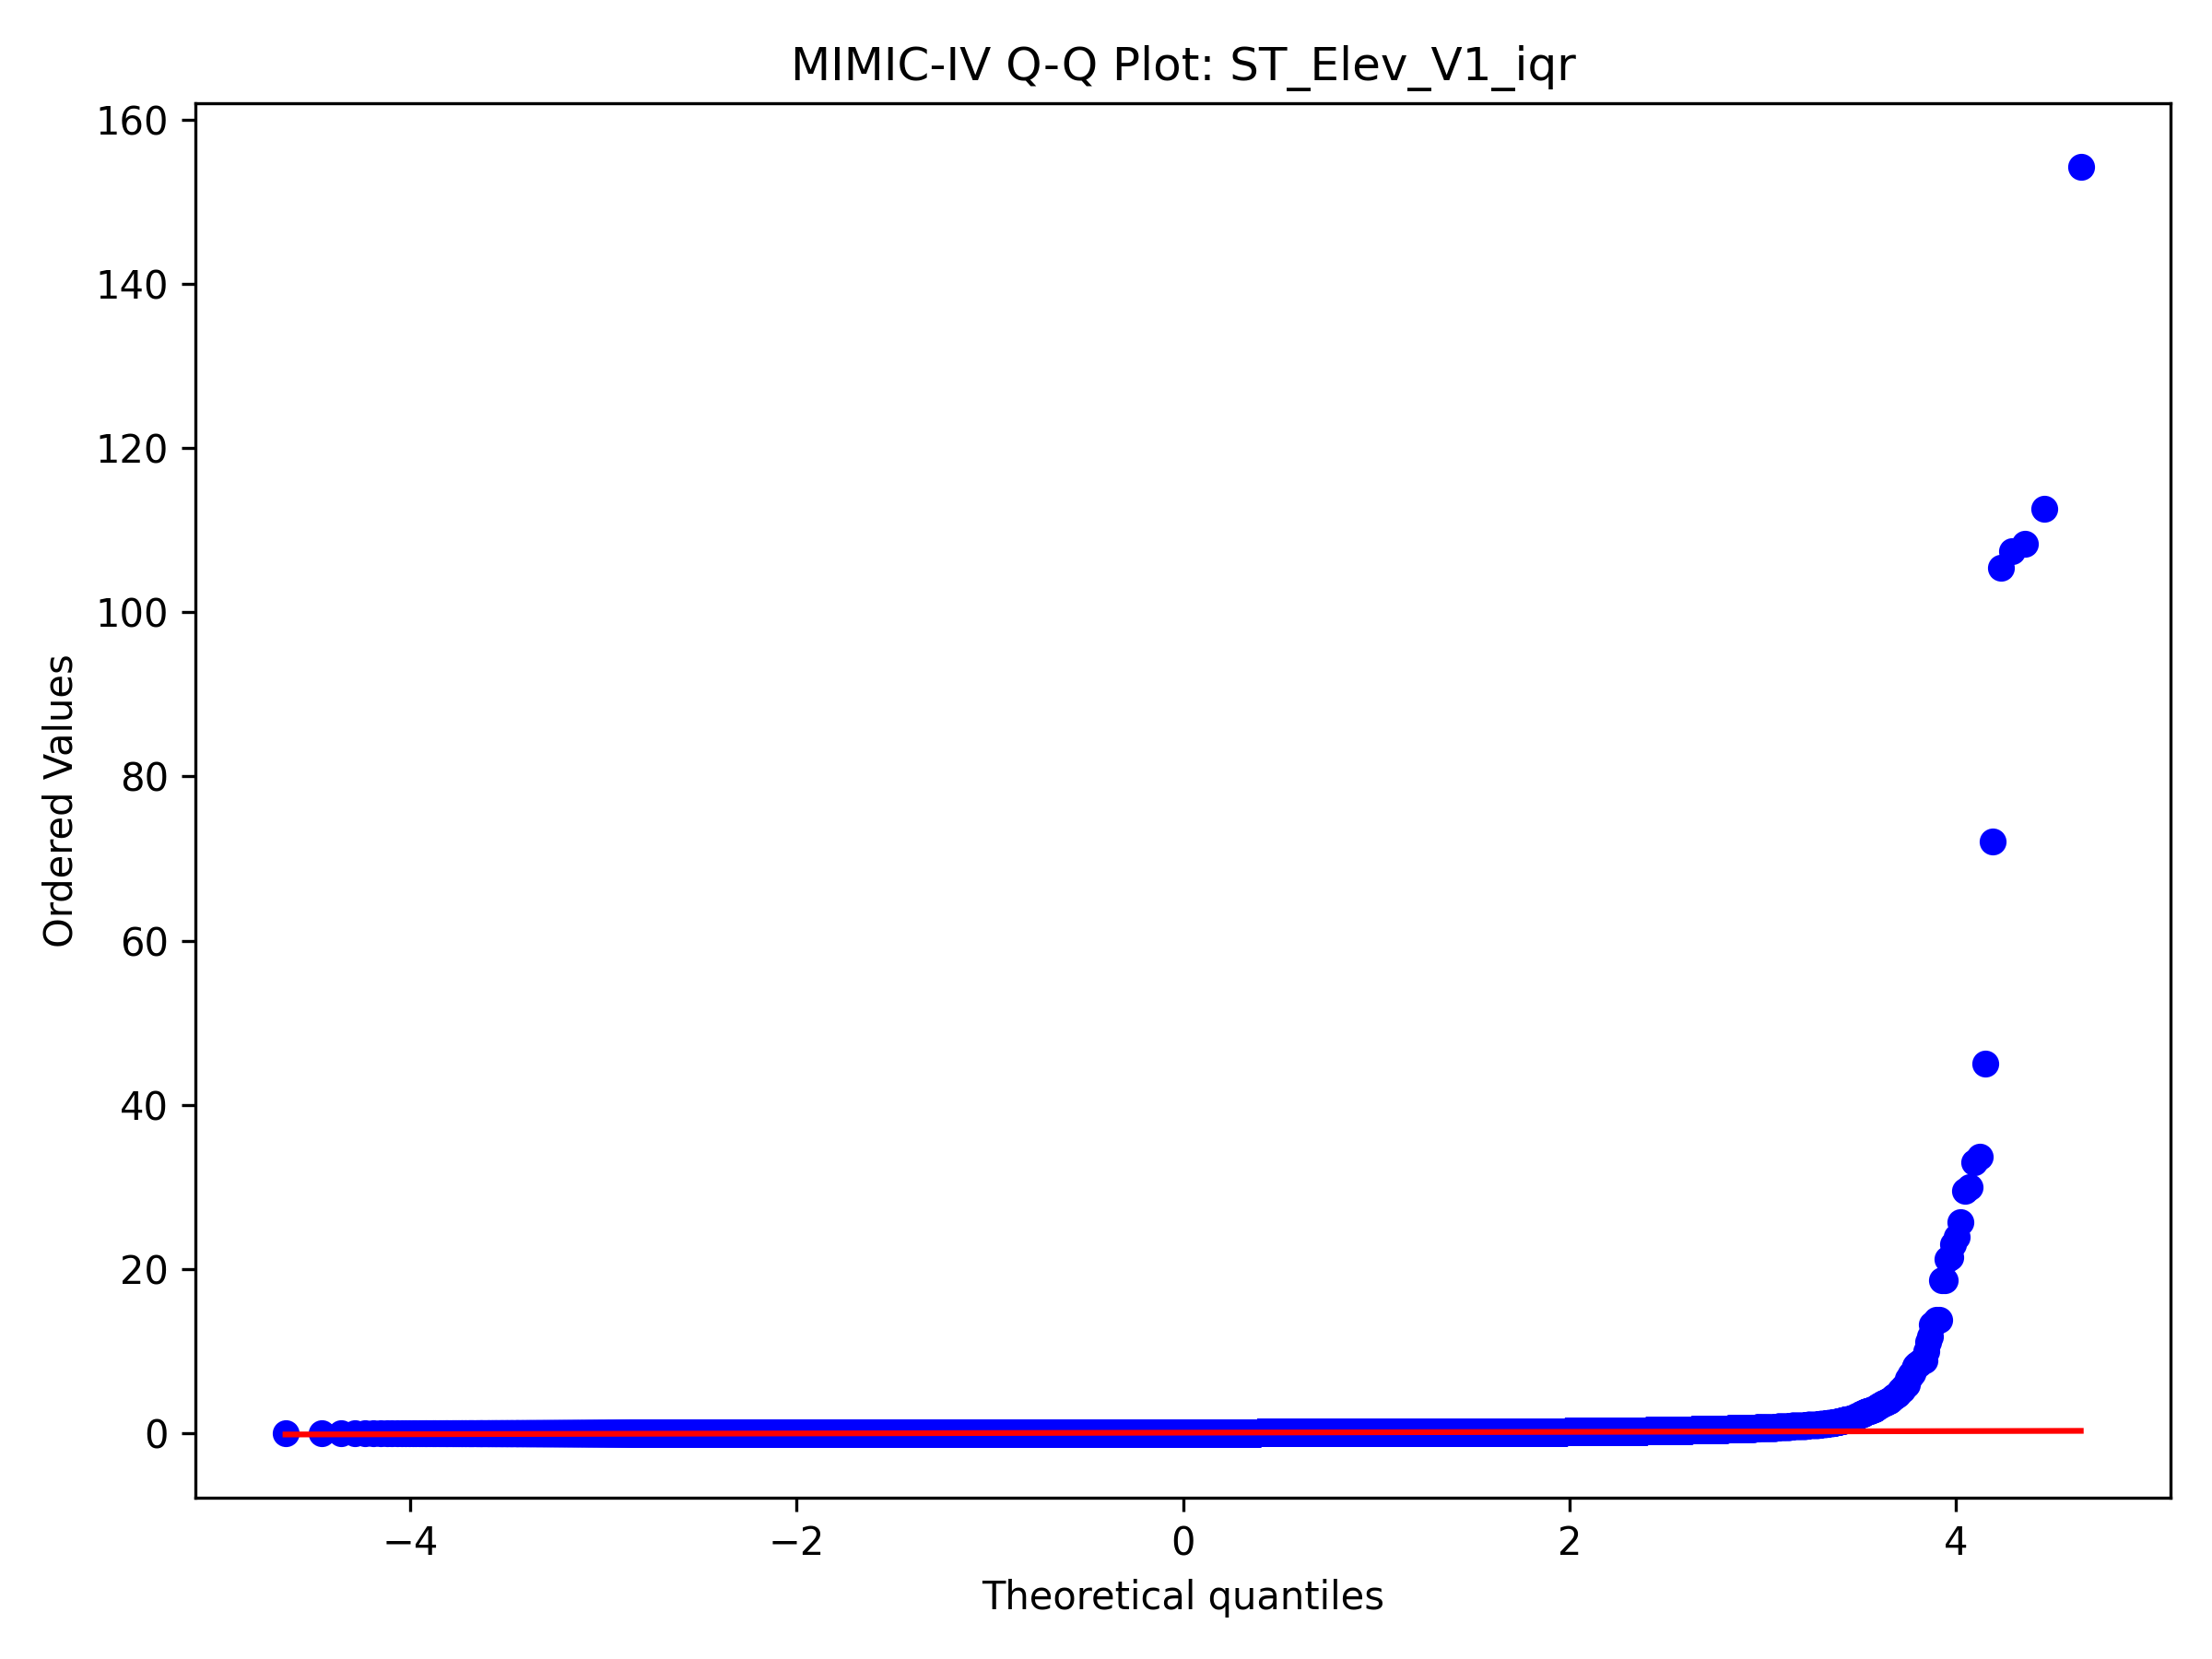 MIMIC-IV Q-Q Plot: ST_Elev_V1_iqr
160
140
120
100
80
60
40
20
0
Ordered Values
−4 −2 0 2 4
Theoretical quantiles